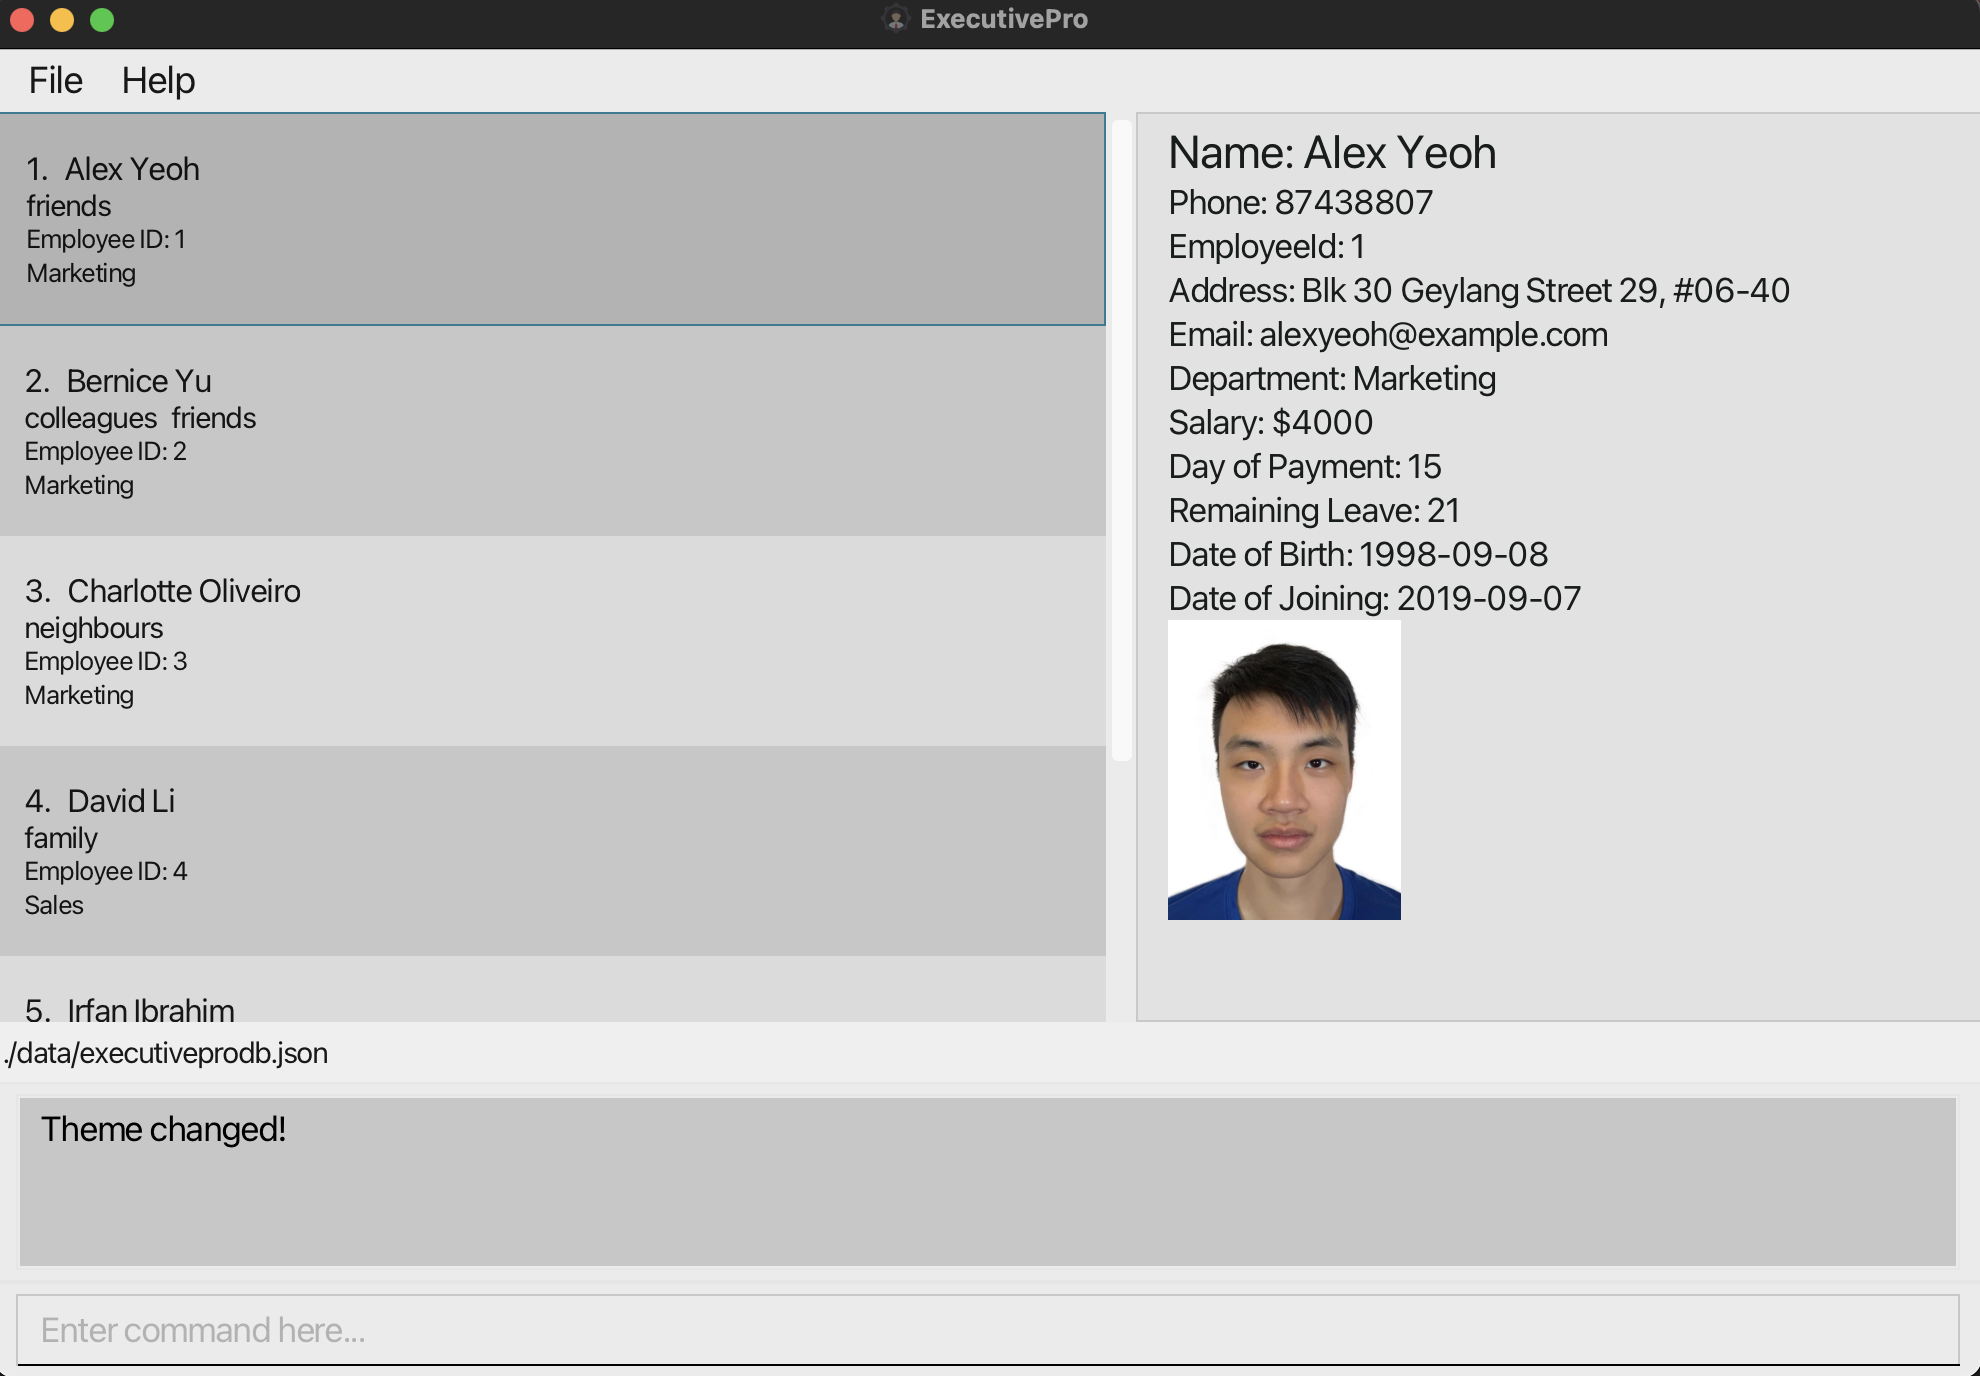 ExecutivePro
File Help
1. Alex Yeoh
friends
Employee ID: 1
Marketing
2. Bernice Yu
colleagues friends
Employee ID: 2
Marketing
3. Charlotte Oliveiro
neighbours
Employee ID: 3
Marketing
4. David Li
family
Employee ID: 4
Sales
5. Irfan Ibrahim
Name: Alex Yeoh
Phone: 87438807
EmployeeId: 1
Address: Blk 30 Geylang Street 29, #06-40
Email: alexyeoh@example.com
Department: Marketing
Salary: $4000
Day of Payment: 15
Remaining Leave: 21
Date of Birth: 1998-09-08
Date of Joining: 2019-09-07
./data/executiveprodb.json
Theme changed!
Enter command here...